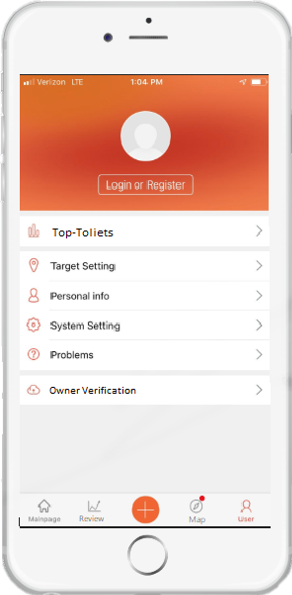 Verizon LTE 1:04 PM
Login or Register
Top-Toliets
Target Setting
Personal info
System Setting
Problems
Owner Verification
Mainpage Review Map User